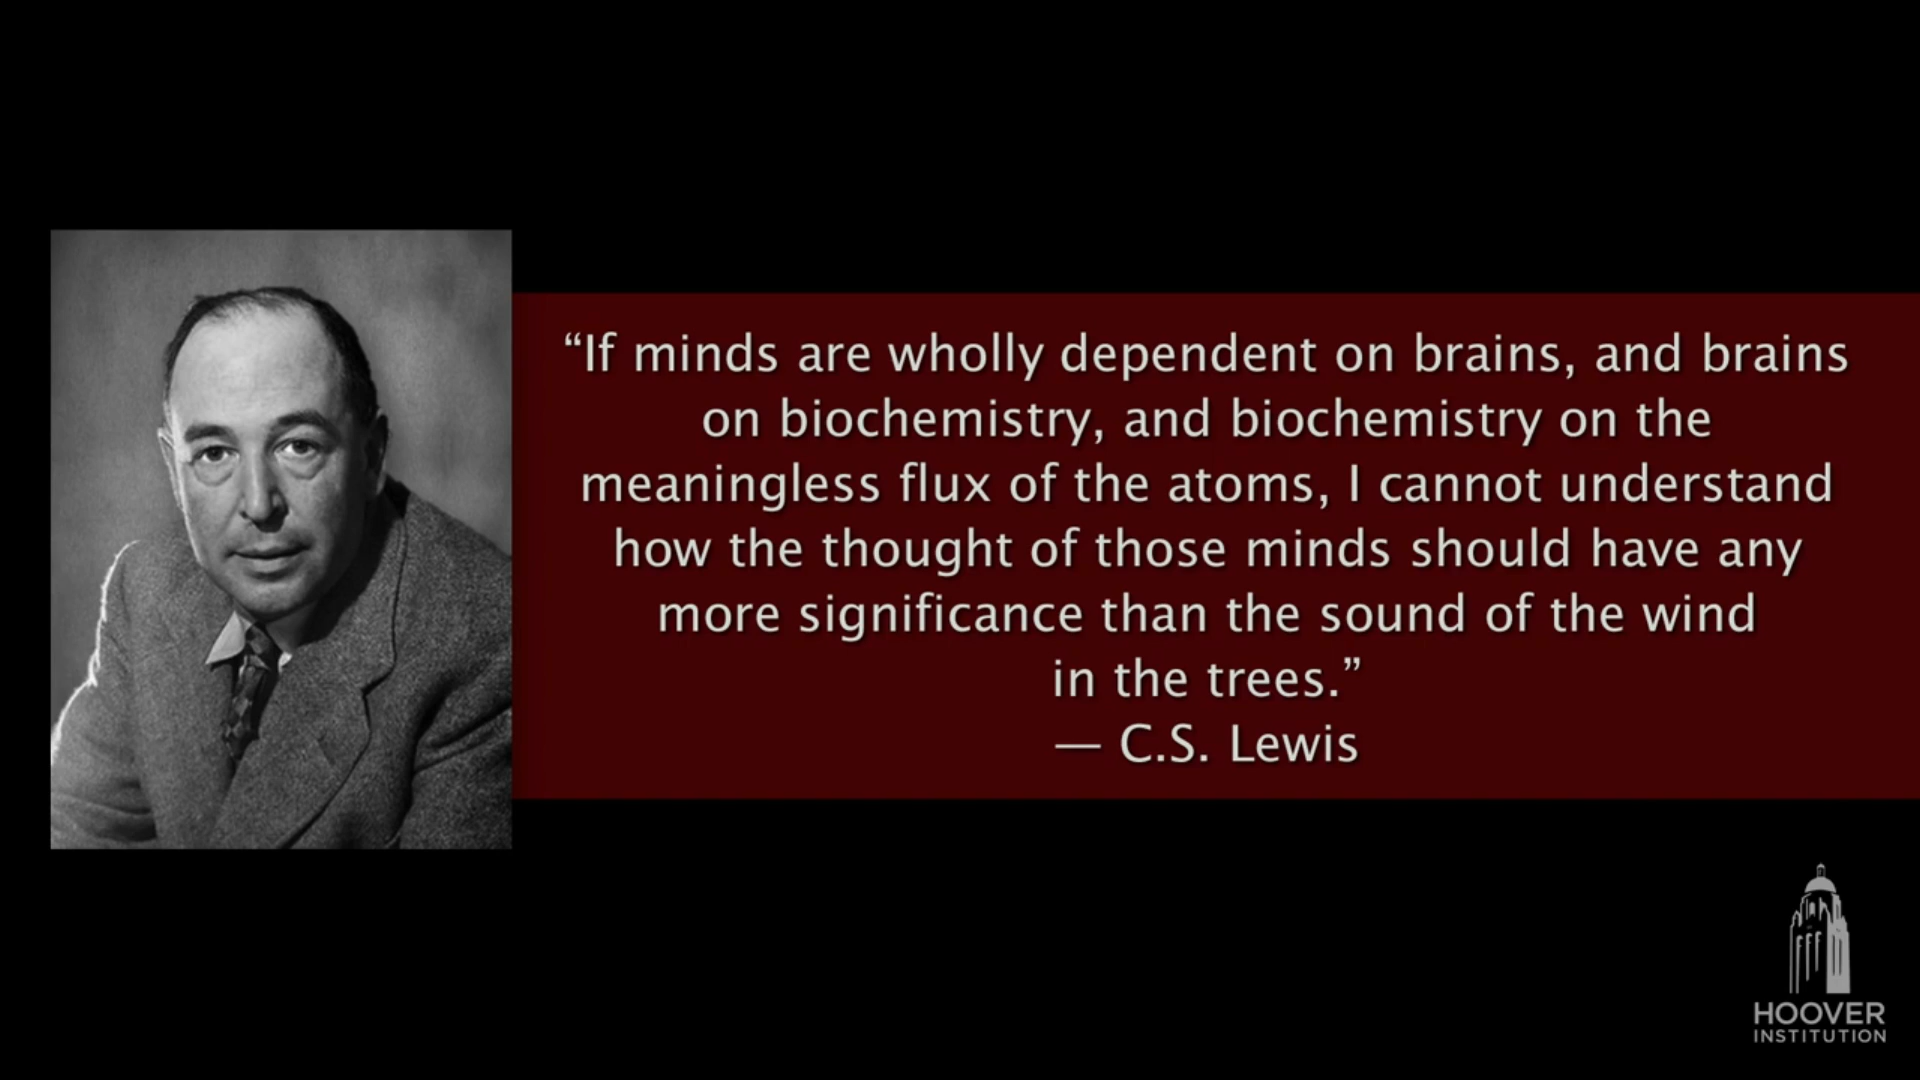 “If minds are wholly dependent on brains, and brains
on biochemistry, and biochemistry on the
meaningless flux of the atoms, I cannot understand
how the thought of those minds should have any
more significance than the sound of the wind
in the trees.”
— C.S. Lewis
HOOVER
INSTITUTION